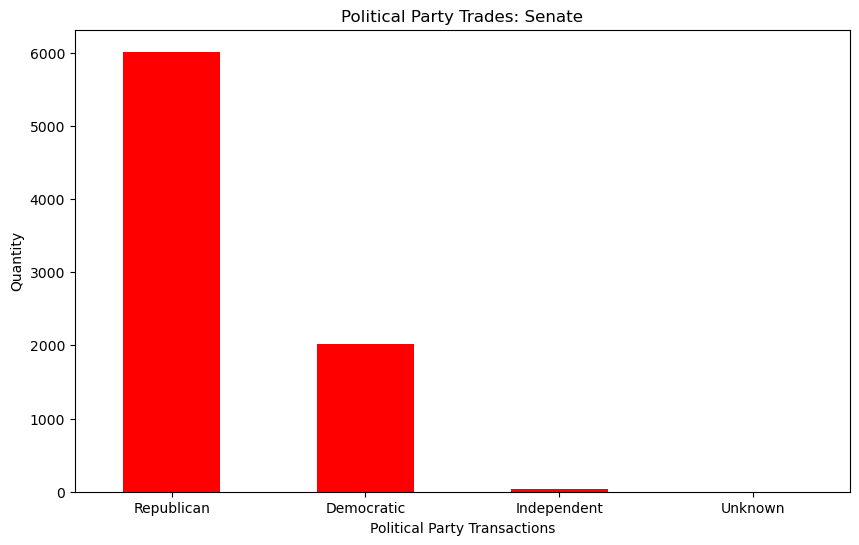 Political Party Trades: Senate
6000
5000
4000
3000
2000
1000
0
Quantity
Republican Democratic Independent Unknown
Political Party Transactions